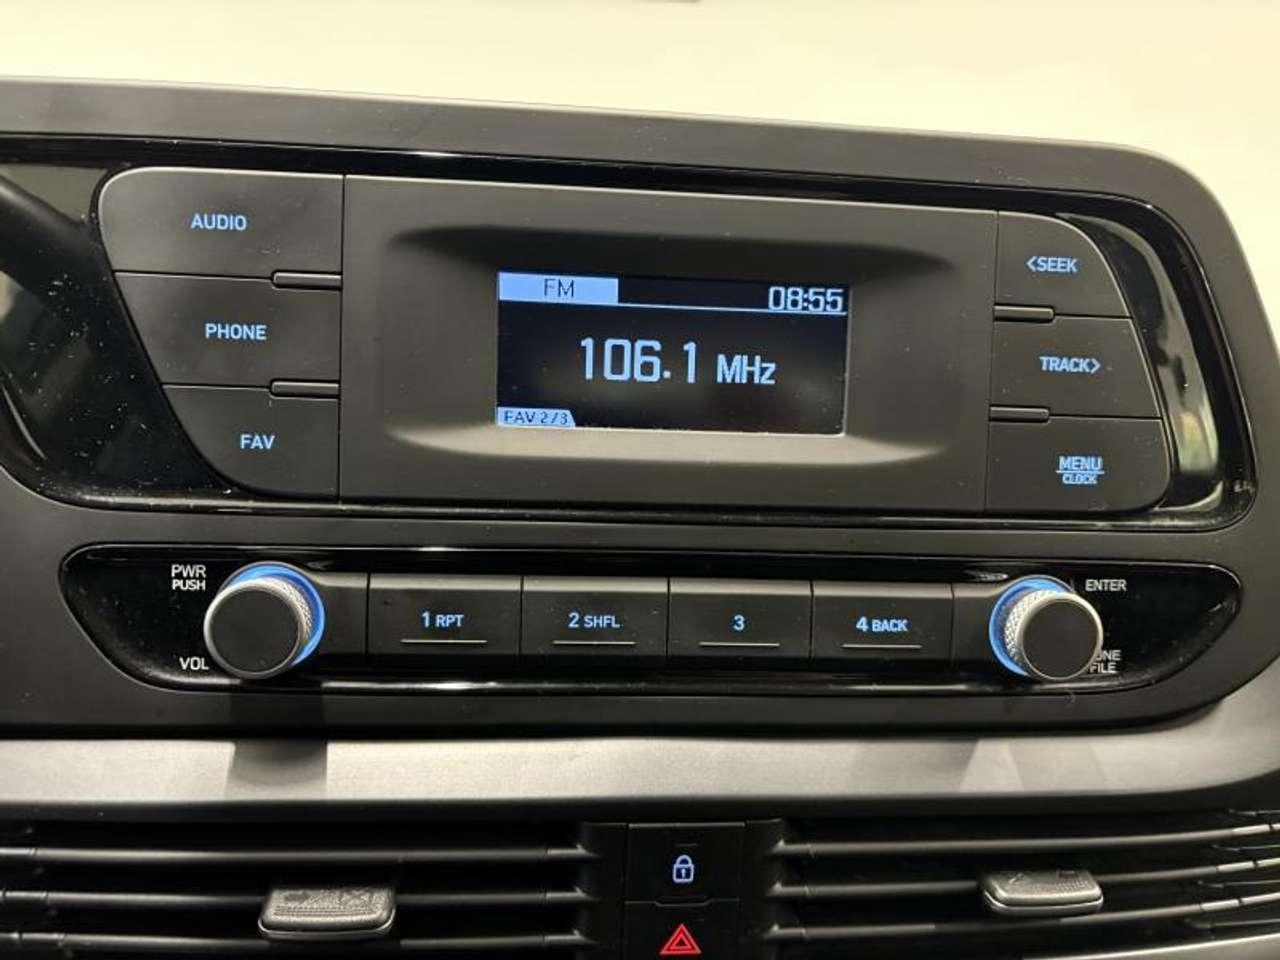 AUDIO
PHONE
FAV
FM
08:55
106.1 MHz
FAV 2/3
<SEEK
TRACK>
MENU
CLOCK
PWR
PUSH
VOL
1 RPT
2 SHFL
3
4 BACK
ENTER
FILE